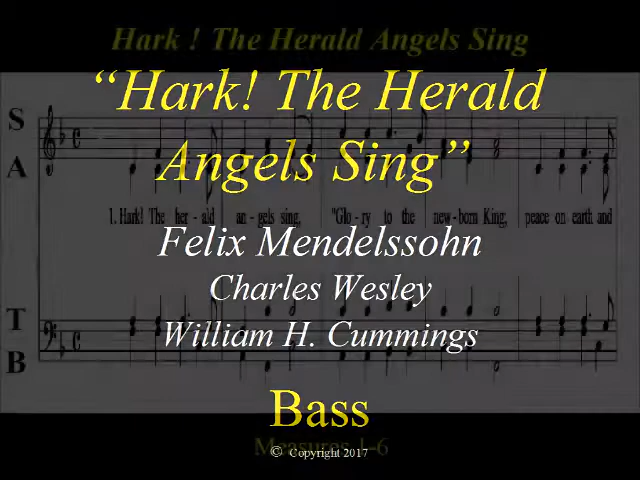 Hark ! The Herald Angels Sing
“Hark! The Herald
Angels Sing”
S
A
1. Hark! The her - ald an - gels sing, "Glo - ry to the new - born King, peace on earth and
Felix Mendelssohn
Charles Wesley
William H. Cummings
T
B
Bass
Measures 1-6
© Copyright 2017